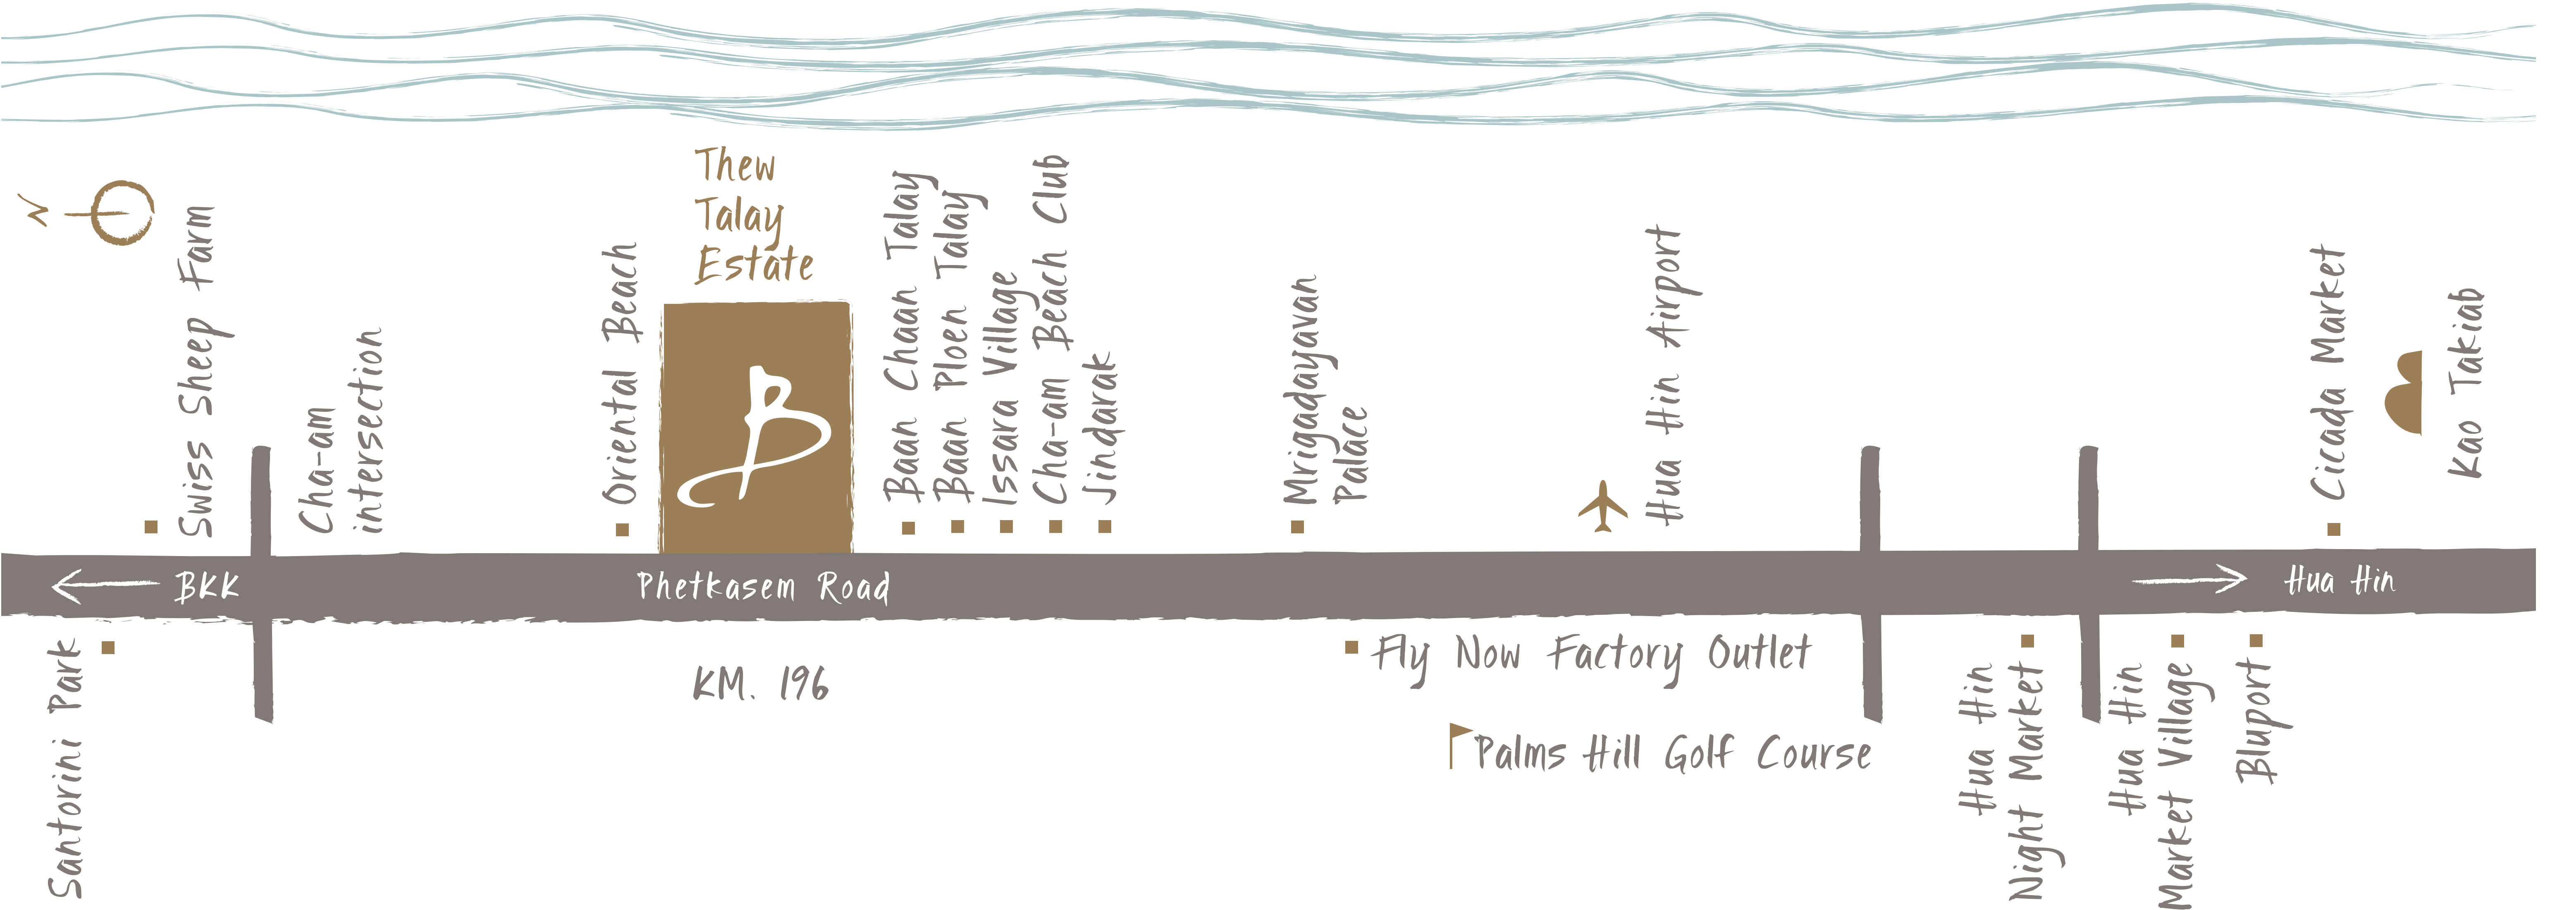 N
Swiss Sheep Farm
Cha-am
intersection
Oriental Beach
Thew
Talay
Estate
B
Baan Chaan Talay
Baan Ploen Talay
Issara Village
Cha-am Beach Club
Jindarak
Mrigadayavan
Palace
Hua Hin Airport
Cicada Market
Kao Takiab
BKK
Phetkasem Road
Hua Hin
Santorini Park
KM. 196
Fly Now Factory Outlet
Palms Hill Golf Course
Hua Hin
Night Market
Hua Hin
Market Village
Bluport